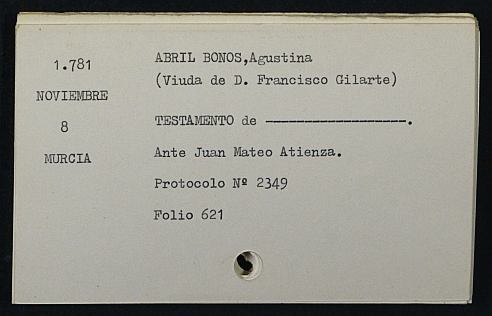 1.781
NOVIEMBRE
8
MURCIA
ABRIL BONOS,Agustina
(Viuda de D. Francisco Gilarte)
TESTAMENTO de ------------------.
Ante Juan Mateo Atienza.
Protocolo Nº 2349
Folio 621